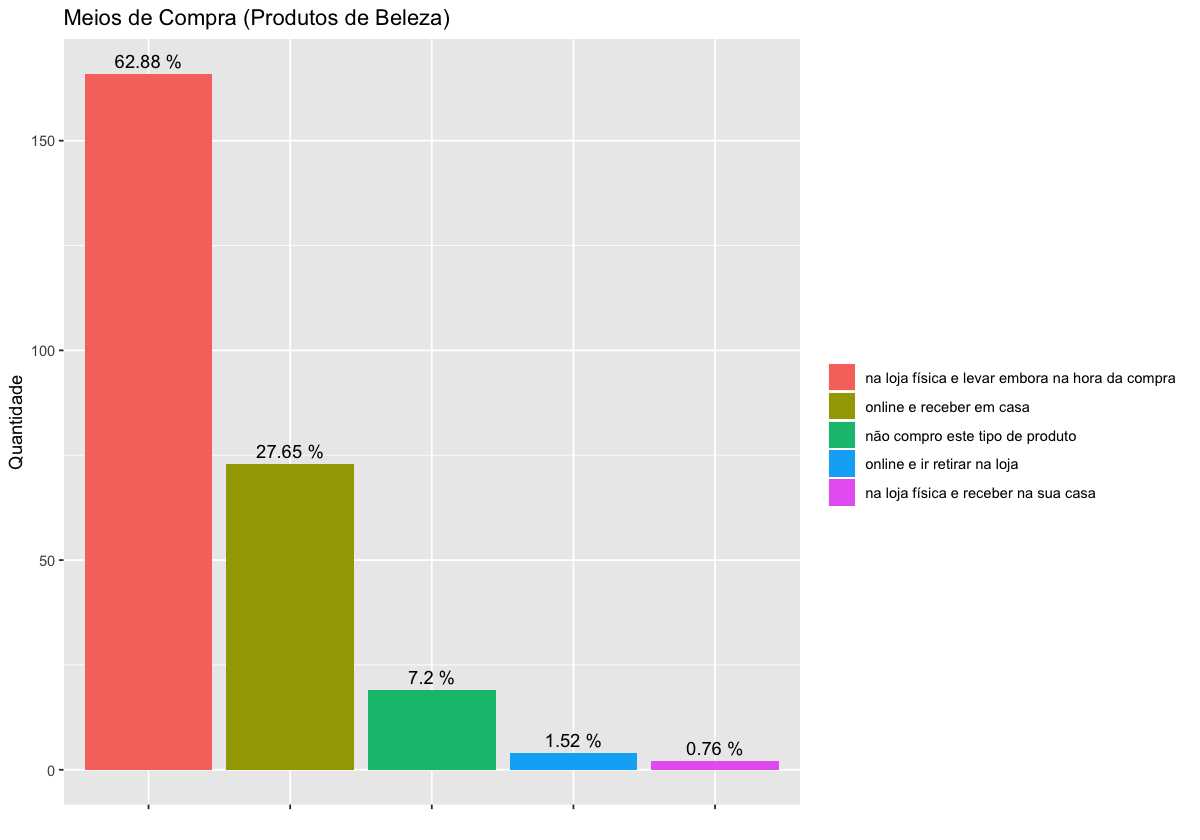 Meios de Compra (Produtos de Beleza)
62.88 %
27.65 %
7.2 %
1.52 %
0.76 %
150
100
50
0
Quantidade
na loja física e levar embora na hora da compra
online e receber em casa
não compro este tipo de produto
online e ir retirar na loja
na loja física e receber na sua casa